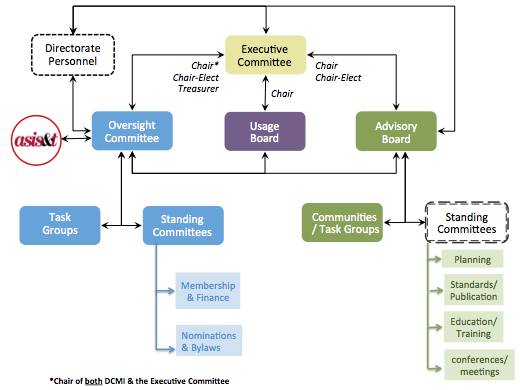 Directorate
Personnel
Executive
Committee
Chair*
Chair-Elect
Treasurer
Chair
Chair
Chair-Elect
asis&t
Oversight
Committee
Usage
Board
Advisory
Board
Task
Groups
Standing
Committees
Communities
/ Task Groups
Standing
Committees
Membership
& Finance
Nominations
& Bylaws
Planning
Standards/
Publication
Education/
Training
conferences/
meetings
*Chair of both DCMI & the Executive Committee